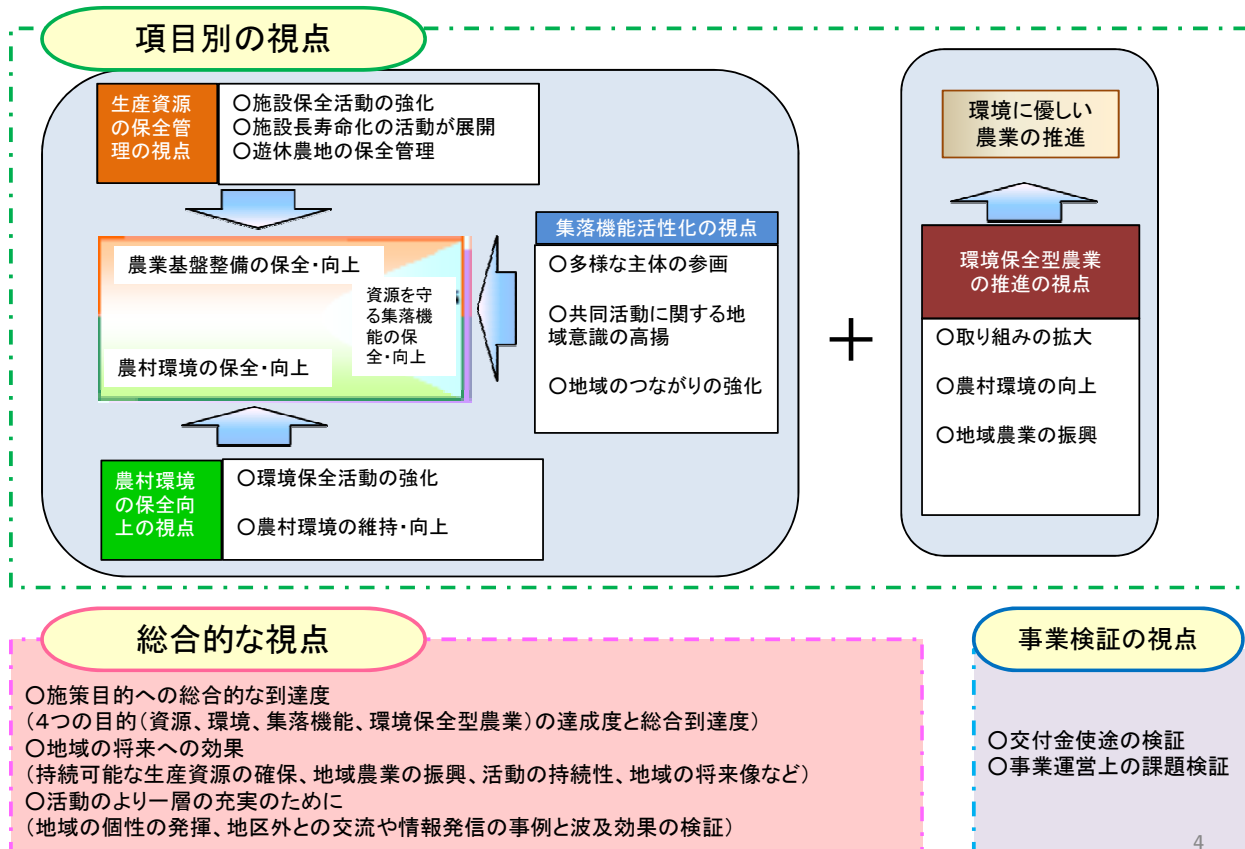 項目別の視点
生産資源
の保全管
理の視点
○施設保全活動の強化
○施設長寿命化の活動が展開
○遊休農地の保全管理
農業基盤整備の保全・向上
資源を守
る集落機
能の保
全・向上
農村環境の保全・向上
集落機能活性化の視点
○多様な主体の参画
○共同活動に関する地
域意識の高揚
○地域のつながりの強化
農村環境
の保全向
上の視点
○環境保全活動の強化
○農村環境の維持・向上
＋
環境に優しい
農業の推進
環境保全型農業
の推進の視点
○取り組みの拡大
○農村環境の向上
○地域農業の振興
総合的な視点
○施策目的への総合的な到達度
(４つの目的(資源、環境、集落機能、環境保全型農業)の達成度と総合到達度)
○地域の将来への効果
(持続可能な生産資源の確保、地域農業の振興、活動の持続性、地域の将来像など)
○活動のより一層の充実のために
(地域の個性の発揮、地区外との交流や情報発信の事例と波及効果の検証)
事業検証の視点
○交付金使途の検証
○事業運営上の課題検証
4